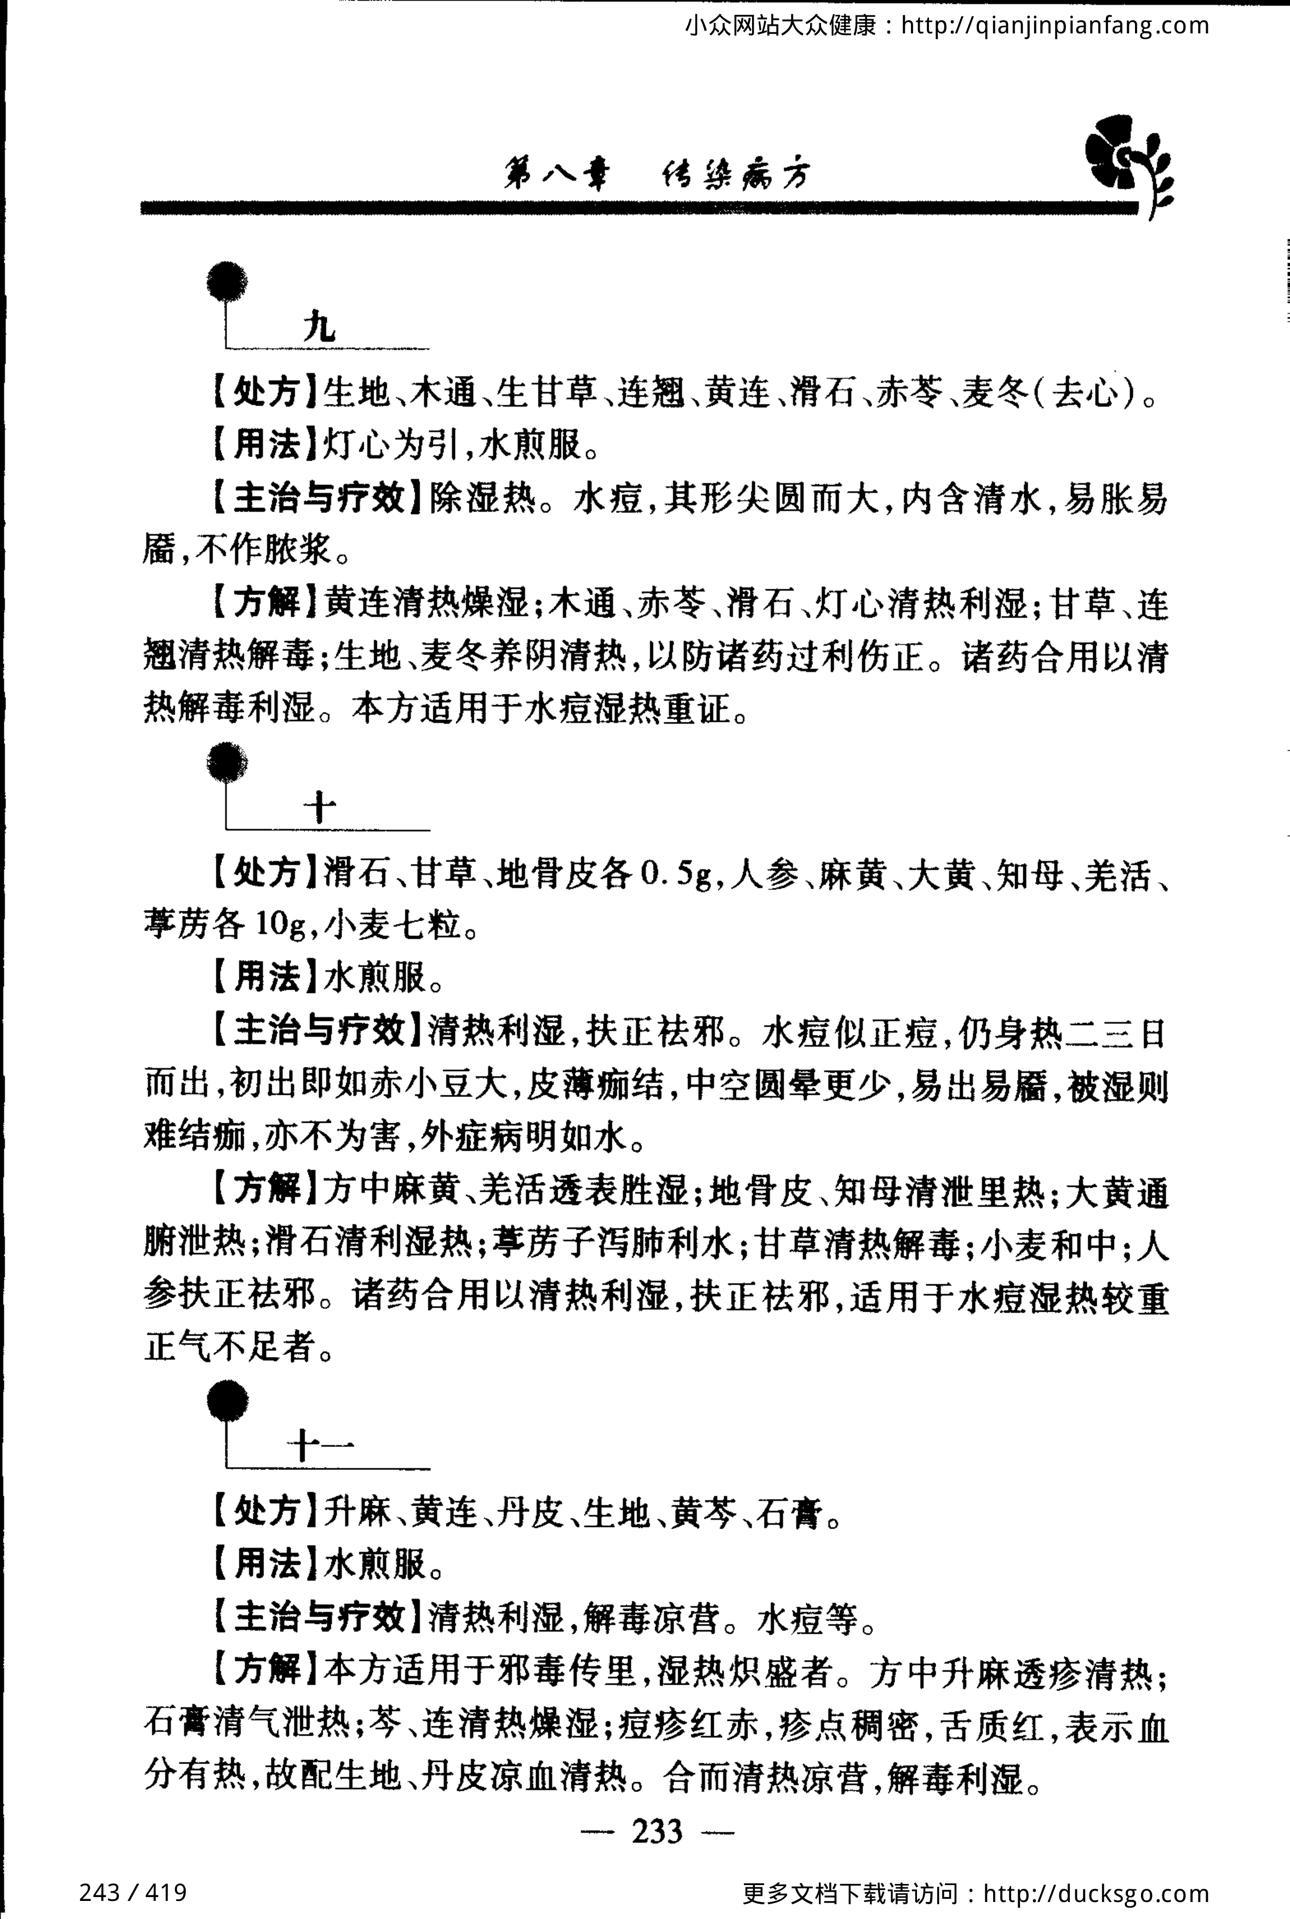 小众网站大众健康：http://qianjinpianfang.com
第八章 传染病方
九
【处方】生地、木通、生甘草、连翘、黄连、滑石、赤苓、麦冬(去心)。
【用法】灯心为引,水煎服。
【主治与疗效】除湿热。水痘,其形尖圆而大,内含清水,易胀易
靥,不作脓浆。
【方解】黄连清热燥湿;木通、赤苓、滑石、灯心清热利湿;甘草、连
翘清热解毒;生地、麦冬养阴清热,以防诸药过利伤正。诸药合用以清
热解毒利湿。本方适用于水痘湿热重证。
十
【处方】滑石、甘草、地骨皮各0.5g,人参、麻黄、大黄、知母、羌活、
葶苈各10g,小麦七粒。
【用法】水煎服。
【主治与疗效】清热利湿,扶正祛邪。水痘似正痘,仍身热二三日
而出,初出即如赤小豆大,皮薄痂结,中空圆晕更少,易出易靥,被湿则
难结痂,亦不为害,外症病明如水。
【方解】方中麻黄、羌活透表胜湿;地骨皮、知母清泄里热;大黄通
腑泄热;滑石清利湿热;葶苈子泻肺利水;甘草清热解毒;小麦和中;人
参扶正祛邪。诸药合用以清热利湿,扶正祛邪,适用于水痘湿热较重
正气不足者。
十一
【处方】升麻、黄连、丹皮、生地、黄芩、石膏。
【用法】水煎服。
【主治与疗效】清热利湿,解毒凉营。水痘等。
【方解】本方适用于邪毒传里,湿热炽盛者。方中升麻透疹清热;
石膏清气泄热;芩、连清热燥湿;痘疹红赤,疹点稠密,舌质红,表示血
分有热,故配生地、丹皮凉血清热。合而清热凉营,解毒利湿。
— 233 —
243 / 419
更多文档下载请访问：http://ducksgo.com